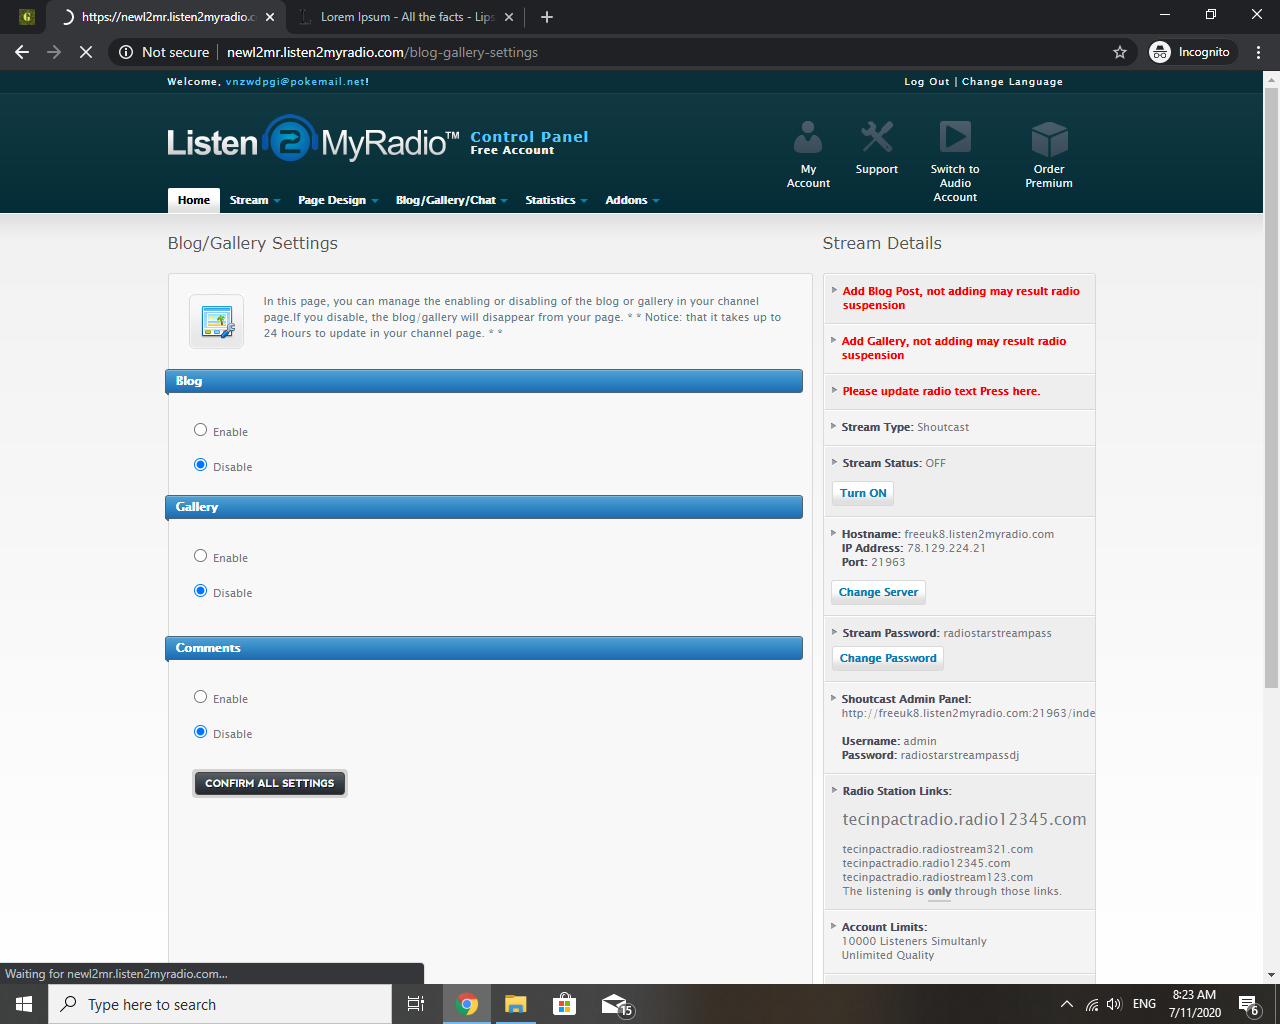 https://newl2mr.listen2myradio.c
Lorem Ipsum - All the facts - Lips
Not secure
newl2mr.listen2myradio.com/blog-gallery-settings
Incognito
Welcome, vnzwdpgi@pokemail.net!
Log Out | Change Language
Listen 2 MyRadio™
Control Panel
Free Account
My Account
Support
Switch to Audio Account
Order Premium
Home
Stream
Page Design
Blog/Gallery/Chat
Statistics
Addons
Blog/Gallery Settings
In this page, you can manage the enabling or disabling of the blog or gallery in your channel
page.If you disable, the blog/gallery will disappear from your page. * * Notice: that it takes up to
24 hours to update in your channel page. * *
Blog
Enable
Disable
Gallery
Enable
Disable
Comments
Enable
Disable
CONFIRM ALL SETTINGS
Stream Details
Add Blog Post, not adding may result radio
suspension
Add Gallery, not adding may result radio
suspension
Please update radio text Press here.
Stream Type: Shoutcast
Stream Status: OFF
Turn ON
Hostname: freeuk8.listen2myradio.com
IP Address: 78.129.224.21
Port: 21963
Change Server
Stream Password: radiostarstreampass
Change Password
Shoutcast Admin Panel:
http://freeuk8.listen2myradio.com:21963/inde
Username: admin
Password: radiostarstreampassdj
Radio Station Links:
tecinpactradio.radio12345.com
tecinpactradio.radiostream321.com
tecinpactradio.radio12345.com
tecinpactradio.radiostream123.com
The listening is only through those links.
Account Limits:
10000 Listeners Simultanly
Unlimited Quality
Waiting for newl2mr.listen2myradio.com...
Type here to search
15
ENG
8:23 AM
7/11/2020
6